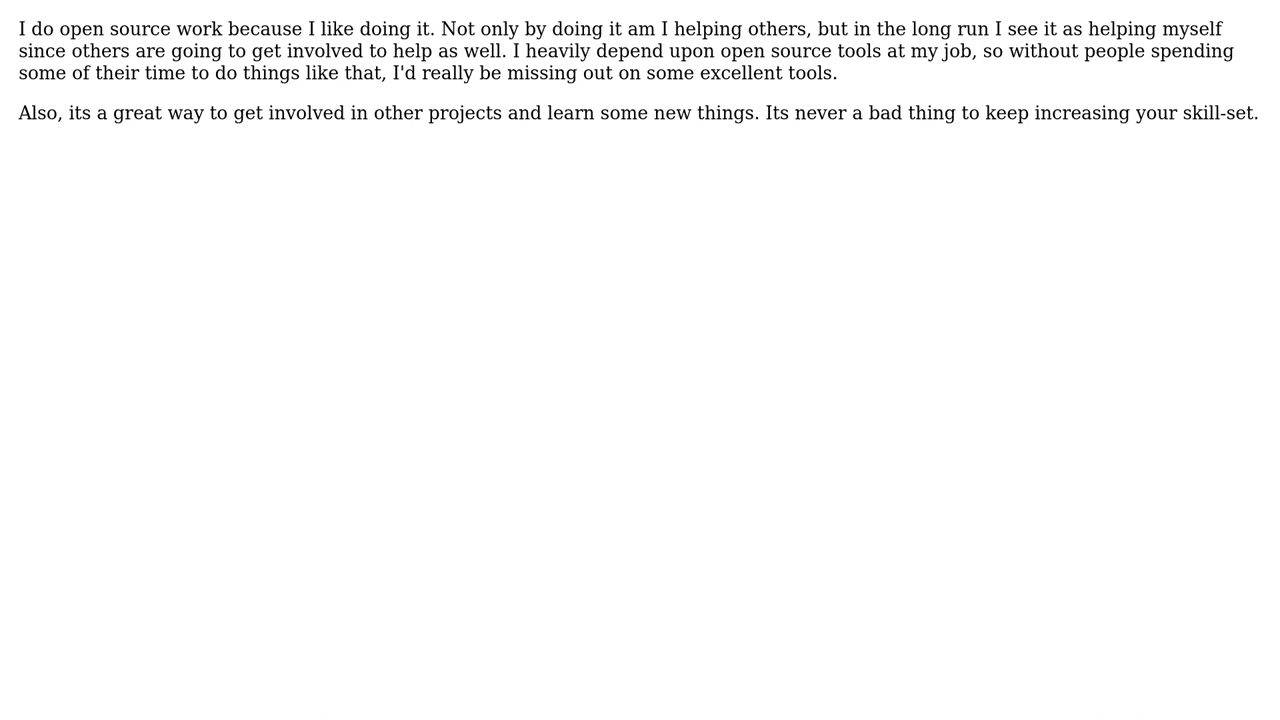 I do open source work because I like doing it. Not only by doing it am I helping others, but in the long run I see it as helping myself
since others are going to get involved to help as well. I heavily depend upon open source tools at my job, so without people spending
some of their time to do things like that, I'd really be missing out on some excellent tools.
Also, its a great way to get involved in other projects and learn some new things. Its never a bad thing to keep increasing your skill-set.